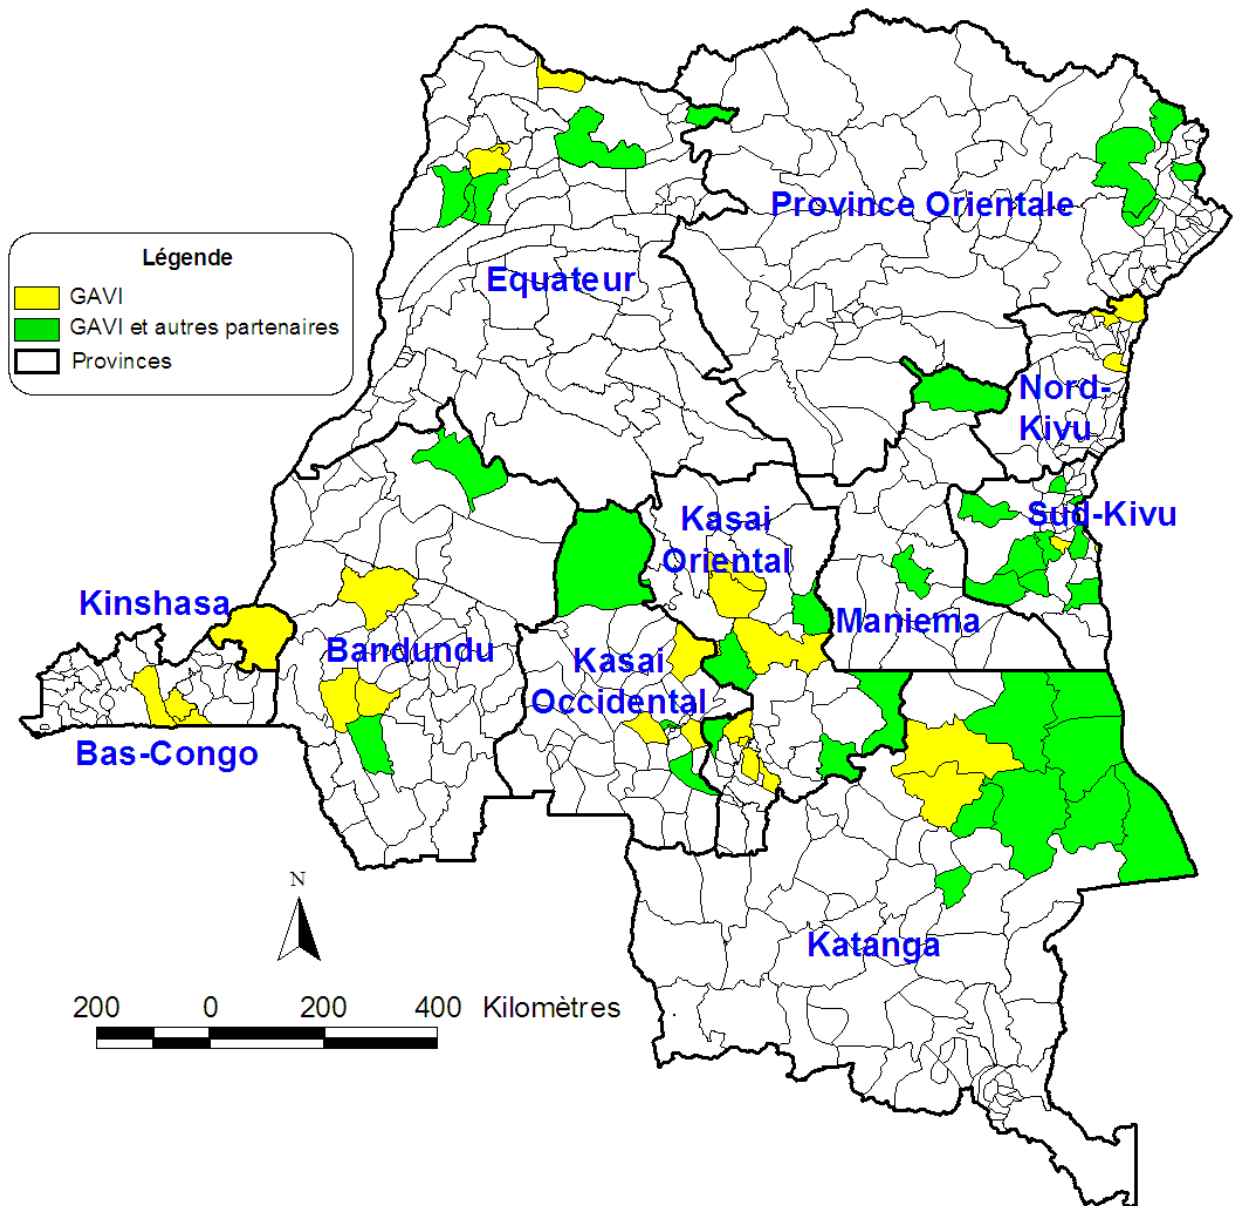 Province Orientale
Légende
GAVI
GAVI et autres partenaires
Provinces
Equateur
Nord-
Kivu
Kasai
Oriental
Sud-Kivu
Kinshasa
Maniema
Bandundu
Kasai
Occidental
Bas-Congo
N
Katanga
200 0 200 400 Kilomètres